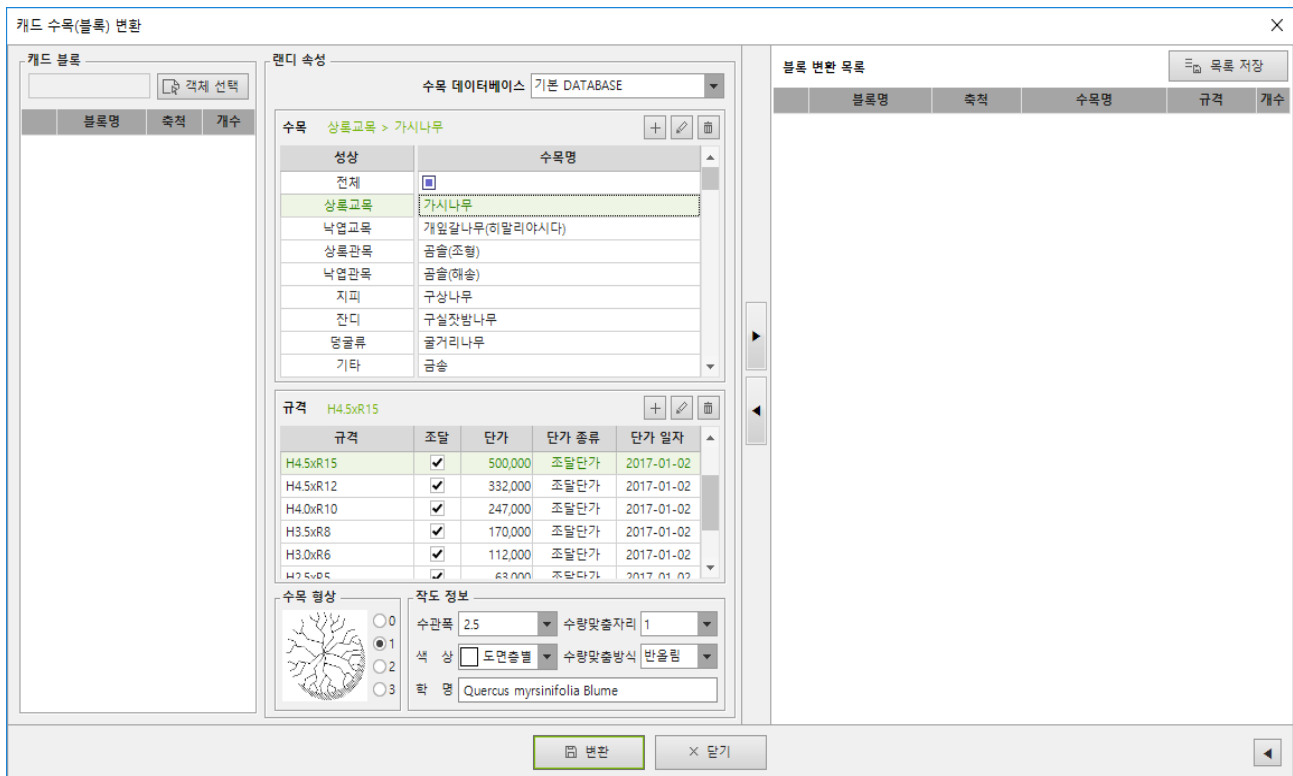 캐드 수목(블록) 변환
캐드 블록
객체 선택
블록명 축척 개수
랜디 속성
수목 데이터베이스 기본 DATABASE
수목 상록교목 > 가시나무
성상 수목명
전체
상록교목 가시나무
낙엽교목 개잎갈나무(히말리야시다)
상록관목 곰솔(조형)
낙엽관목 곰솔(해송)
지피 구상나무
잔디 구실잣밤나무
덩굴류 굴거리나무
기타 금송
규격 H4.5xR15
규격 조달 단가 단가 종류 단가 일자
H4.5xR15 500,000 조달단가 2017-01-02
H4.5xR12 332,000 조달단가 2017-01-02
H4.0xR10 247,000 조달단가 2017-01-02
H3.5xR8 170,000 조달단가 2017-01-02
H3.0xR6 112,000 조달단가 2017-01-02
H2.5xR5 63,000 조달단가 2017-01-02
수목 형상
0
1
2
3
작도 정보
수관폭 2.5 수량맞춤자리 1
색 상 도면층별 수량맞춤방식 반올림
학 명 Quercus myrsinifolia Blume
블록 변환 목록
목록 저장
블록명 축척 수목명 규격 개수
변환
닫기